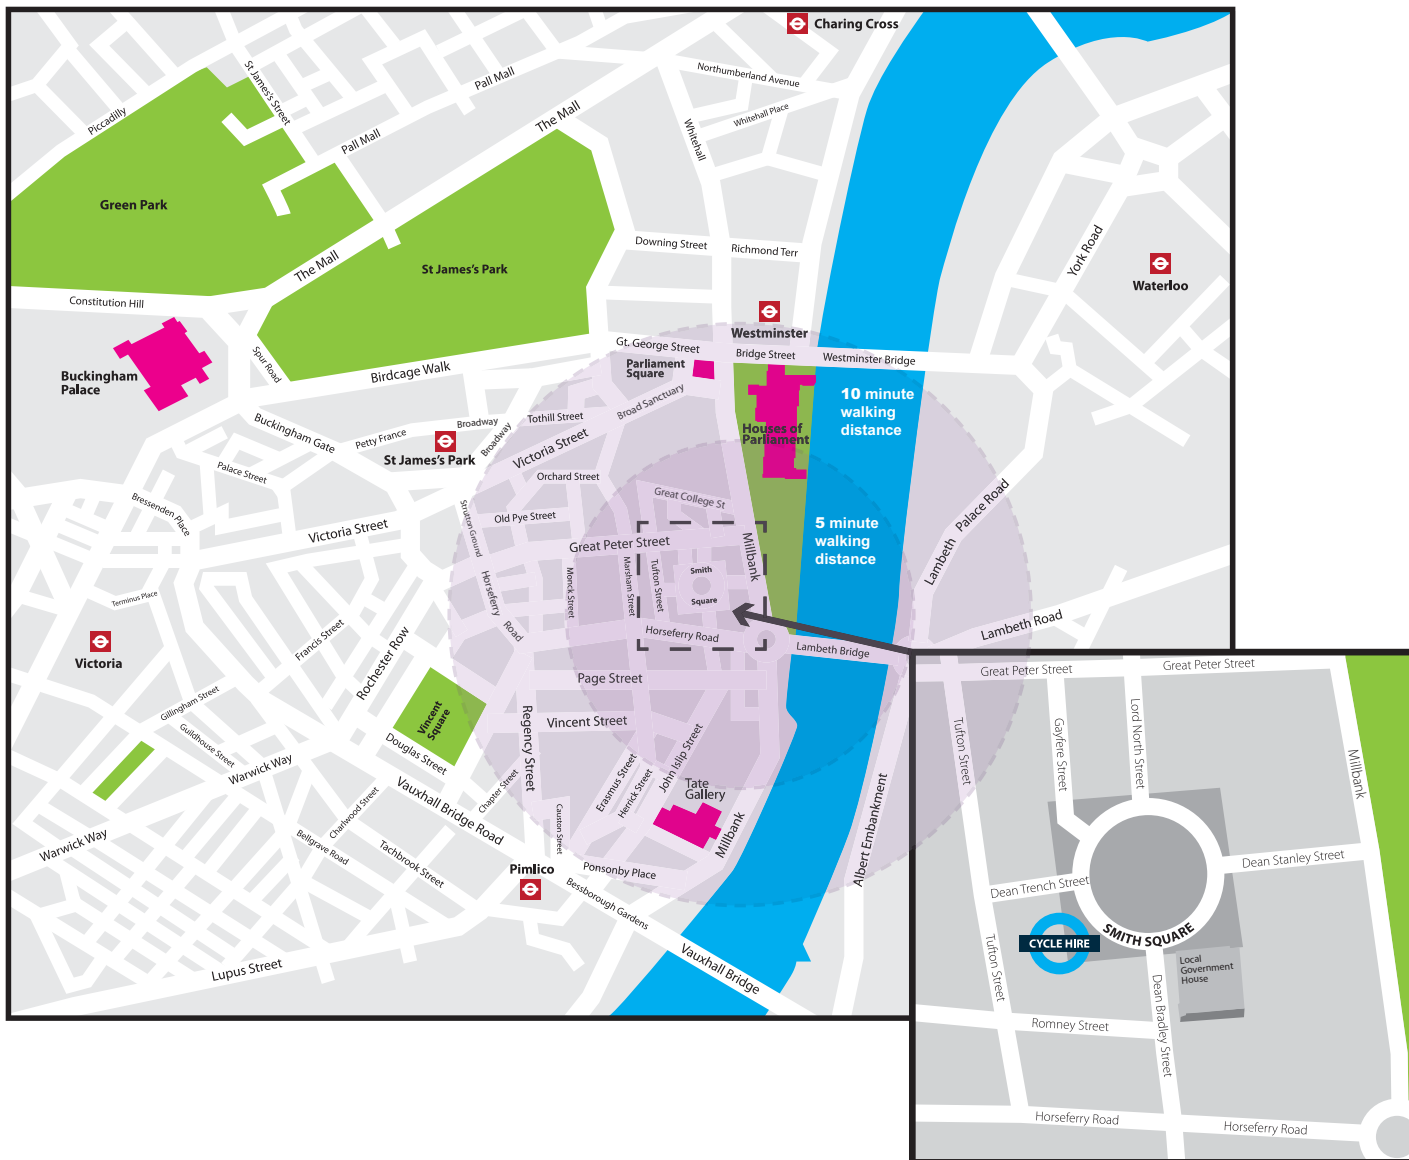 Charing Cross
Northumberland Avenue
Whitehall Place
Pall Mall
St James's Street
Piccadilly
The Mall
Whitehall
Pall Mall
Green Park
Downing Street
Richmond Terr
York Road
The Mall
St James's Park
Waterloo
Constitution Hill
Westminster
Gt. George Street
Bridge Street
Westminster Bridge
Spur Road
Birdcage Walk
Parliament
Square
Buckingham
Palace
10 minute
walking
distance
Broad Sanctuary
Tothill Street
Broadway
Buckingham Gate
Petty France
Broadway
Houses of
Parliament
Victoria Street
St James's Park
Palace Street
Orchard Street
Great College St
Bressenden Place
Strutton Ground
Old Pye Street
Lambeth Palace Road
5 minute
walking
distance
Victoria Street
Great Peter Street
Millbank
Marsham Street
Tufton Street
Monck Street
Smith
Square
Horseferry
Road
Terminus Place
Francis Street
Horseferry Road
Lambeth Road
Lambeth Bridge
Victoria
Rochester Row
Page Street
Gillingham Street
Guildhouse Street
Vincent
Square
Regency Street
Vincent Street
Douglas Street
John Islip Street
Warwick Way
Erasmus Street
Herrick Street
Chapter Street
Tate
Gallery
Vauxhall Bridge Road
Charlwood Street
Causton Street
Millbank
Albert Embankment
Warwick Way
Bellgrave Road
Tachbrook Street
Pimlico
Ponsonby Place
Bessborough Gardens
Lupus Street
Vauxhall Bridge
Great Peter Street
Great Peter Street
Tufton Street
Gayfere Street
Lord North Street
Millbank
Dean Stanley Street
Dean Trench Street
SMITH SQUARE
CYCLE HIRE
Tufton Street
Local
Government
House
Dean Bradley Street
Romney Street
Horseferry Road
Horseferry Road